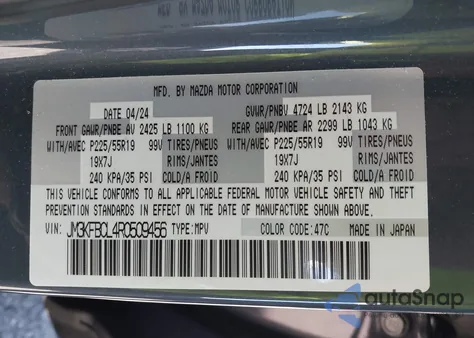 MFD. BY MAZDA MOTOR CORPORATION
DATE 04/24 GVWR/PNBV 4724 LB 2143 KG
FRONT GAWR/PNBE AV 2425 LB 1100 KG REAR GAWR/PNBE AR 2299 LB 1043 KG
WITH/AVEC P225/55R19 99V TIRES/PNEUS WITH/AVEC P225/55R19 99V TIRES/PNEUS
19X7J RIMS/JANTES 19X7J RIMS/JANTES
240 KPA/35 PSI COLD/A FROID 240 KPA/35 PSI COLD/A FROID
THIS VEHICLE CONFORMS TO ALL APPLICABLE FEDERAL MOTOR VEHICLE SAFETY AND THEFT
PREVENTION STANDARDS IN EFFECT ON THE DATE OF MANUFACTURE SHOWN ABOVE.
VIN: JM3KFBCL4R0509456 TYPE:MPV COLOR CODE: 47C MADE IN JAPAN
autoSnap